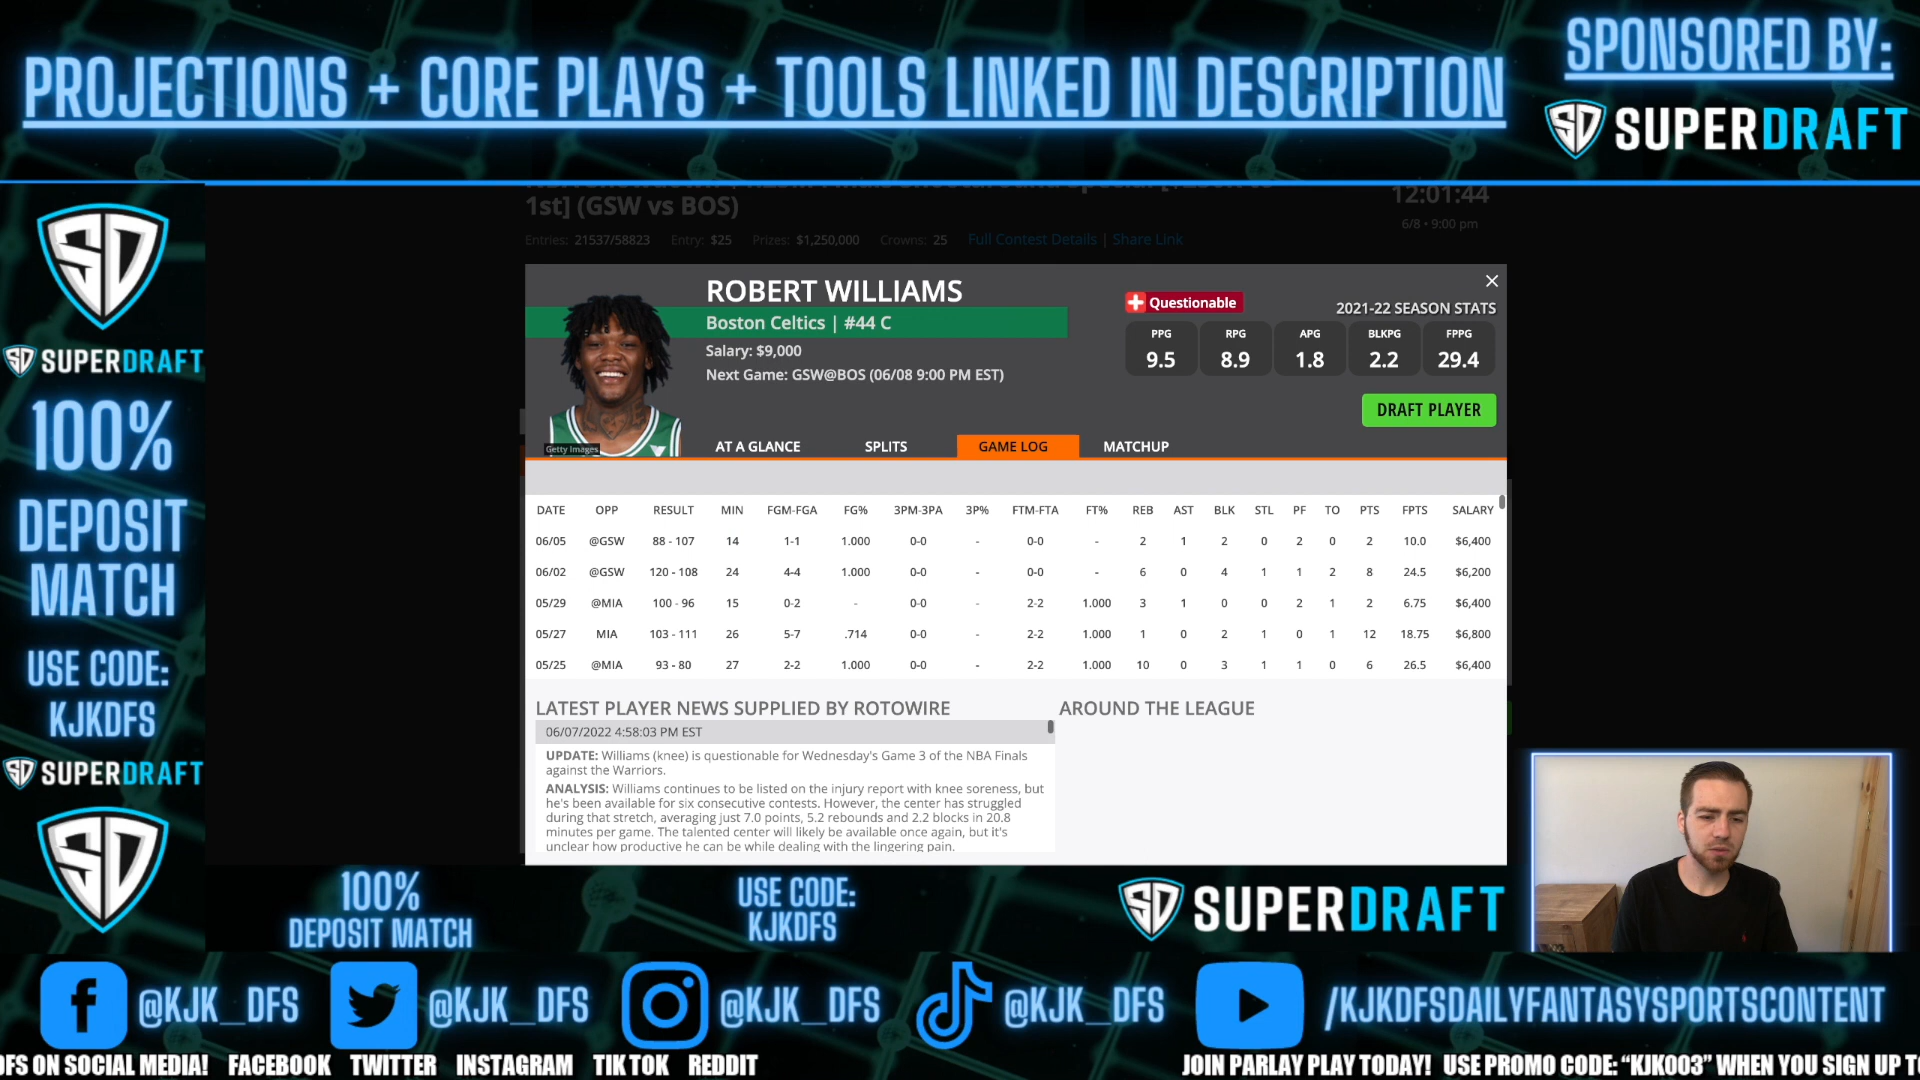 PROJECTIONS + CORE PLAYS + TOOLS LINKED IN DESCRIPTION
SPONSORED BY:
SD SUPERDRAFT
1st] (GSW vs BOS)
12:01:44
6/8 • 9:00 pm
Entries: 21537/58823 Entry: $25 Prizes: $1,250,000 Crowns: 25 Full Contest Details | Share Link
SD
SD SUPERDRAFT
100%
DEPOSIT
MATCH
USE CODE:
KJKDFS
SD SUPERDRAFT
SD
ROBERT WILLIAMS
Boston Celtics | #44 C
Salary: $9,000
Next Game: GSW@BOS (06/08 9:00 PM EST)
Getty Images
Questionable
2021-22 SEASON STATS
PPG RPG APG BLKPG FPPG
9.5 8.9 1.8 2.2 29.4
DRAFT PLAYER
AT A GLANCE SPLITS GAME LOG MATCHUP
DATE OPP RESULT MIN FGM-FGA FG% 3PM-3PA 3P% FTM-FTA FT% REB AST BLK STL PF TO PTS FPTS SALARY
06/05 @GSW 88 - 107 14 1-1 1.000 0-0 - 0-0 - 2 1 2 0 2 0 2 10.0 $6,400
06/02 @GSW 120 - 108 24 4-4 1.000 0-0 - 0-0 - 6 0 4 1 1 2 8 24.5 $6,200
05/29 @MIA 100 - 96 15 0-2 - 0-0 - 2-2 1.000 3 1 0 0 2 1 2 6.75 $6,400
05/27 MIA 103 - 111 26 5-7 .714 0-0 - 2-2 1.000 1 0 2 1 0 1 12 18.75 $6,800
05/25 @MIA 93 - 80 27 2-2 1.000 0-0 - 2-2 1.000 10 0 3 1 1 0 6 26.5 $6,400
LATEST PLAYER NEWS SUPPLIED BY ROTOWIRE
06/07/2022 4:58:03 PM EST
UPDATE: Williams (knee) is questionable for Wednesday's Game 3 of the NBA Finals
against the Warriors.
ANALYSIS: Williams continues to be listed on the injury report with knee soreness, but
he's been available for six consecutive contests. However, the center has struggled
during that stretch, averaging just 7.0 points, 5.2 rebounds and 2.2 blocks in 20.8
minutes per game. The talented center will likely be available once again, but it's
unclear how productive he can be while dealing with the lingering pain.
AROUND THE LEAGUE
100%
DEPOSIT MATCH
USE CODE:
KJKDFS
SD SUPERDRAFT
@KJK_DFS @KJK_DFS @KJK_DFS @KJK_DFS /KJKDFSDAILYFANTASYSPORTSCONTENT
DFS ON SOCIAL MEDIA! FACEBOOK TWITTER INSTAGRAM TIK TOK REDDIT JOIN PARLAY PLAY TODAY! USE PROMO CODE: “KJK003” WHEN YOU SIGN UP